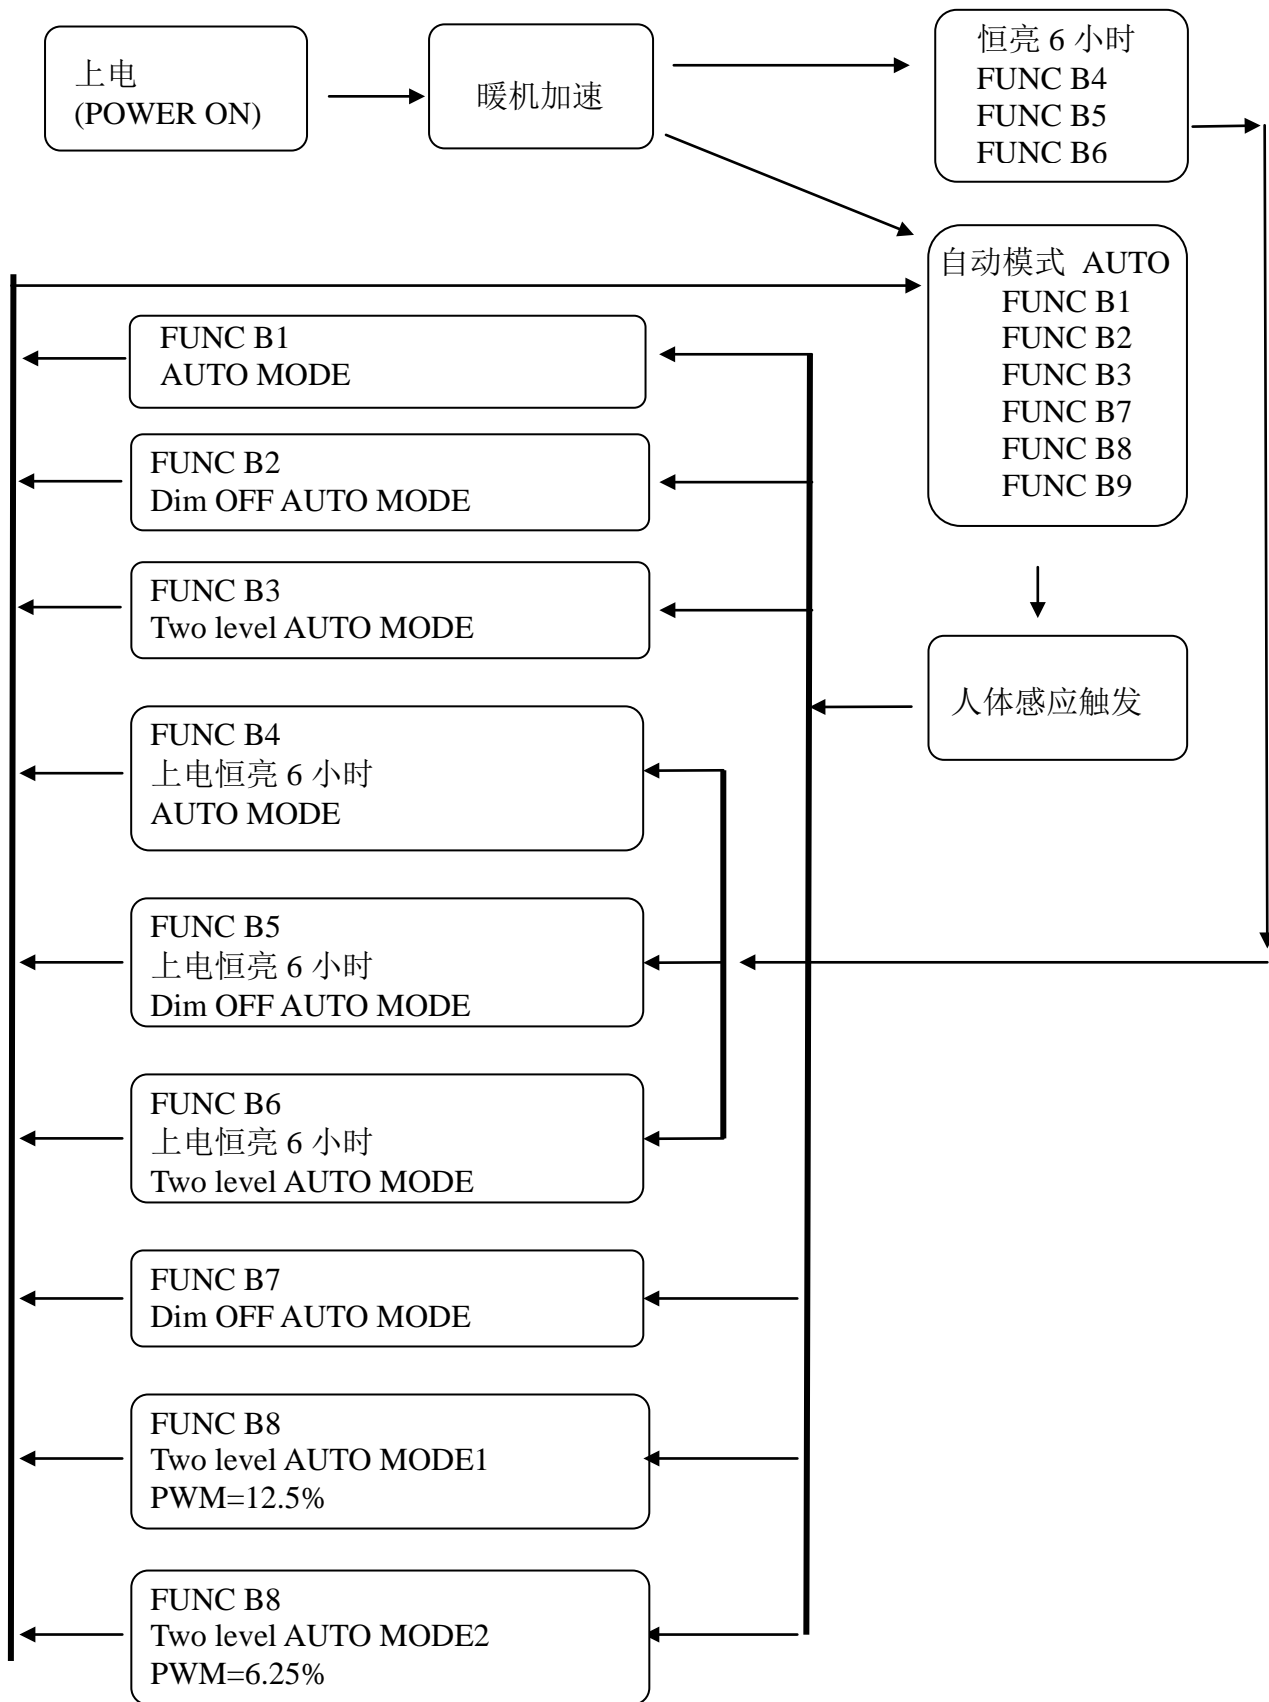 上电
(POWER ON)
暖机加速
恒亮 6 小时
FUNC B4
FUNC B5
FUNC B6
自动模式 AUTO
FUNC B1
FUNC B2
FUNC B3
FUNC B7
FUNC B8
FUNC B9
人体感应触发
FUNC B1
AUTO MODE
FUNC B2
Dim OFF AUTO MODE
FUNC B3
Two level AUTO MODE
FUNC B4
上电恒亮 6 小时
AUTO MODE
FUNC B5
上电恒亮 6 小时
Dim OFF AUTO MODE
FUNC B6
上电恒亮 6 小时
Two level AUTO MODE
FUNC B7
Dim OFF AUTO MODE
FUNC B8
Two level AUTO MODE1
PWM=12.5%
FUNC B8
Two level AUTO MODE2
PWM=6.25%